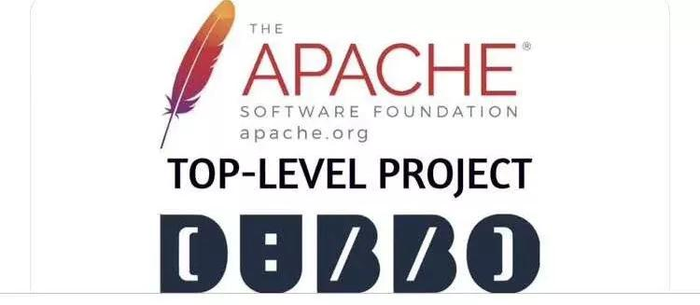 THE
APACHE®
SOFTWARE FOUNDATION
apache.org
TOP-LEVEL PROJECT
DUBBO